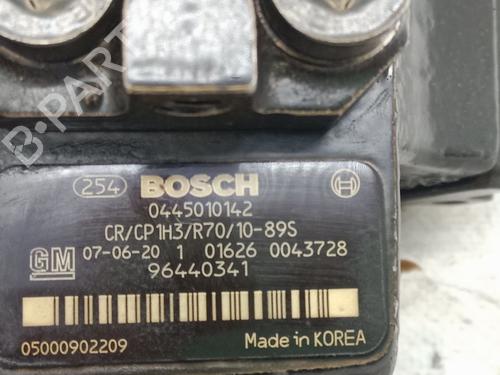 B-PARTS
254 BOSCH
0445010142
CR/CP1H3/R70/10-89S
GM 07-06-20 1 01626 0043728
96440341
05000902209 Made in KOREA